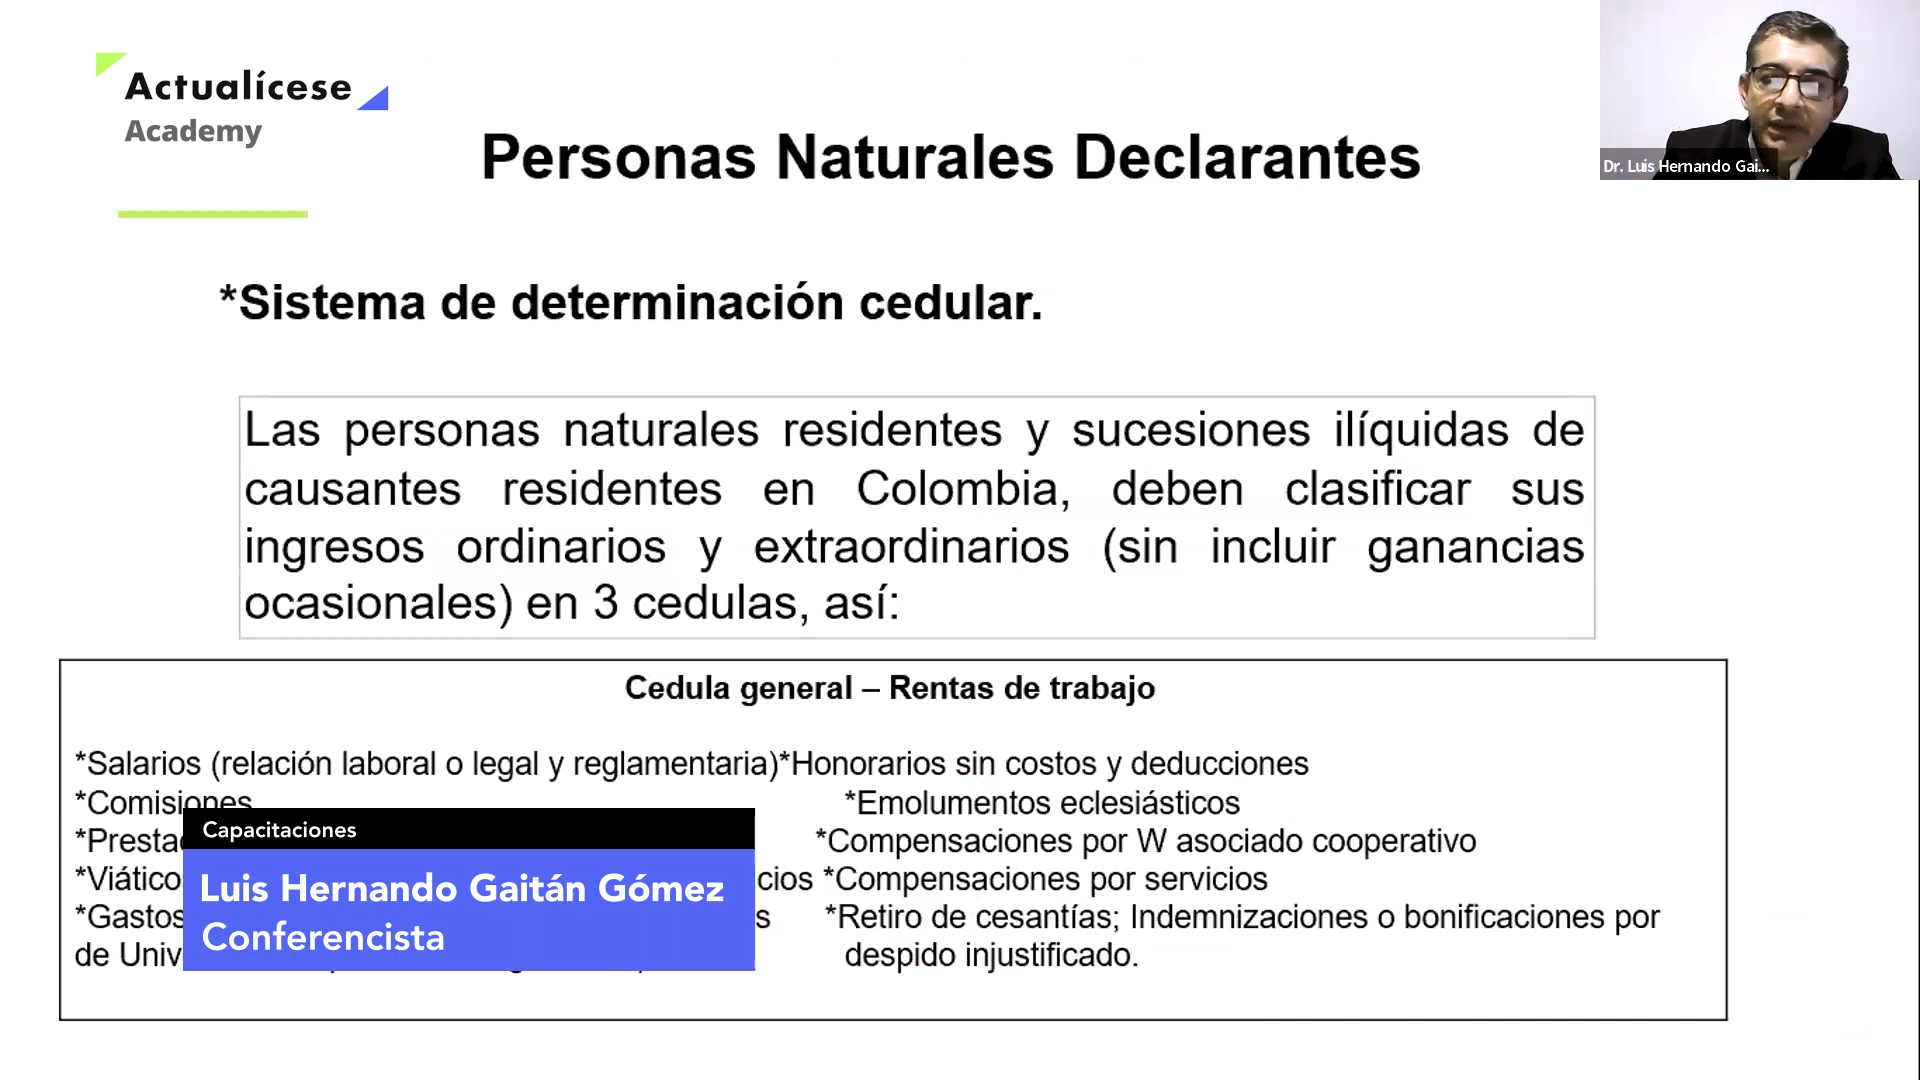 Actualícese
Academy
Dr. Luis Hernando Gai...
Personas Naturales Declarantes
*Sistema de determinación cedular.
Las personas naturales residentes y sucesiones ilíquidas de
causantes residentes en Colombia, deben clasificar sus
ingresos ordinarios y extraordinarios (sin incluir ganancias
ocasionales) en 3 cedulas, así:
Cedula general – Rentas de trabajo
*Salarios (relación laboral o legal y reglamentaria)*Honorarios sin costos y deducciones
*Comisiones *Emolumentos eclesiásticos
*Compensaciones por W asociado cooperativo
*Compensaciones por servicios
*Gastos *Retiro de cesantías; Indemnizaciones o bonificaciones por
de despido injustificado.
Capacitaciones
Luis Hernando Gaitán Gómez
Conferencista